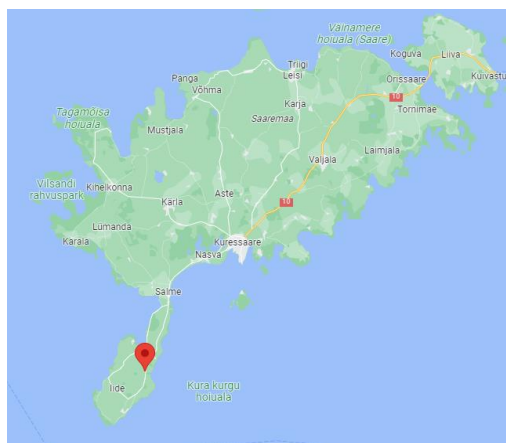 Väinamere
hoiuala (Saare)
Koguva
Liiva
Triigi
Leisi
Orissaare
Kuivastu
Panga
Võhma
Karja
10
Tornimäe
Tagamõisa
hoiuala
Saaremaa
Mustjala
Laimjala
Valjala
Vilsandi
rahvuspark
Kihelkonna
Aste
Kärla
10
Lümanda
Karala
Kuressaare
Nasva
Salme
Iide
Kura kurgu
hoiuala